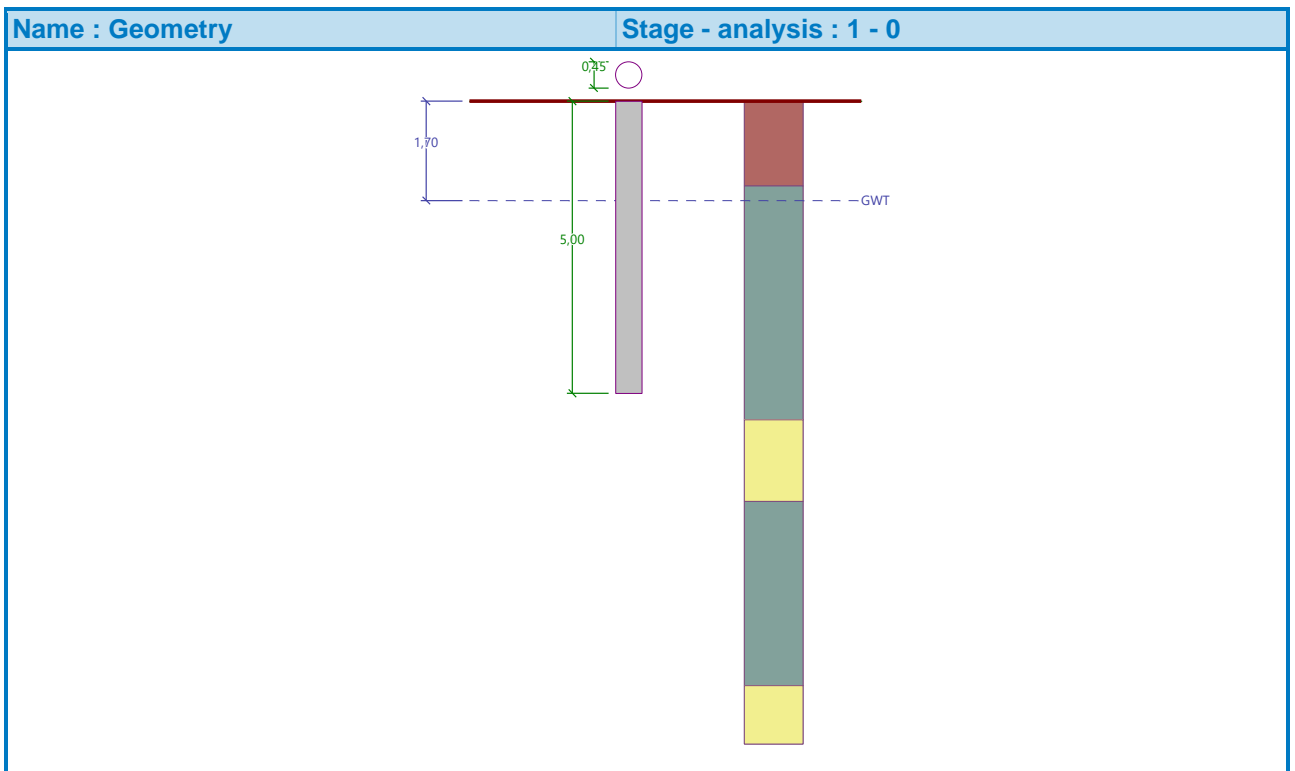 Name : Geometry
Stage - analysis : 1 - 0
0,45
1,70
GWT
5,00